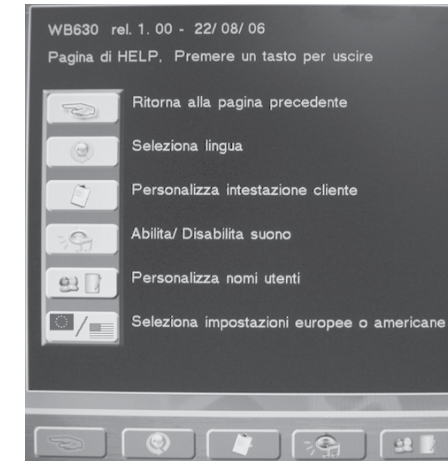 WB630 rel. 1. 00 - 22/ 08/ 06
Pagina di HELP, Premere un tasto per uscire
Ritorna alla pagina precedente
Seleziona lingua
Personalizza intestazione cliente
Abilita/ Disabilita suono
Personalizza nomi utenti
Seleziona impostazioni europee o americane